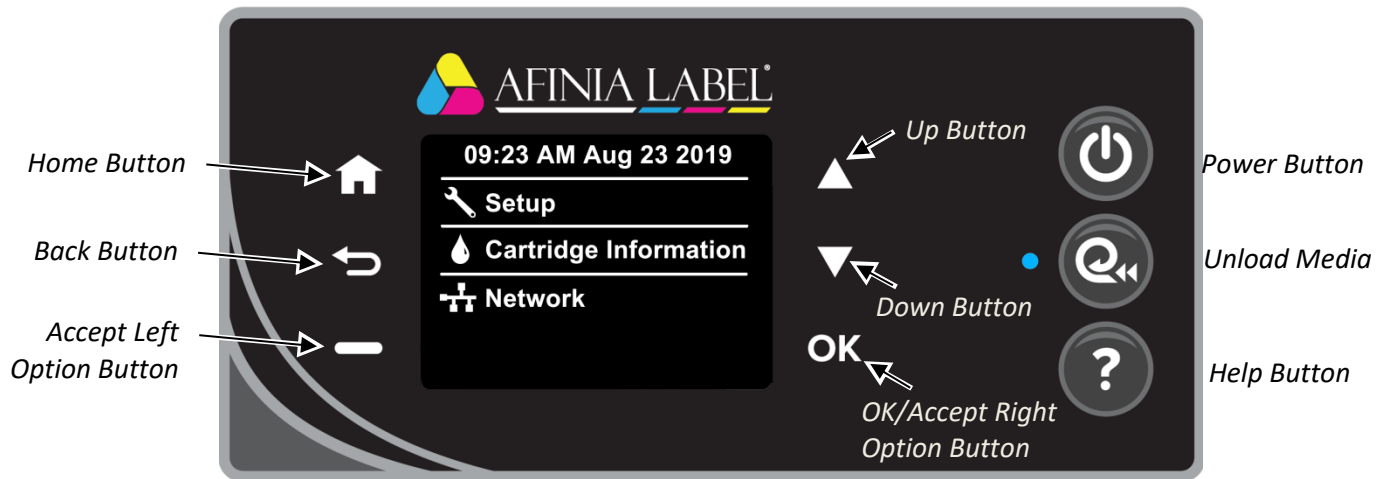 AFINIA LABEL®
Home Button
Back Button
Accept Left
Option Button
09:23 AM Aug 23 2019
Setup
Cartridge Information
Network
Up Button
Down Button
OK
OK/Accept Right
Option Button
Power Button
Unload Media
?
Help Button